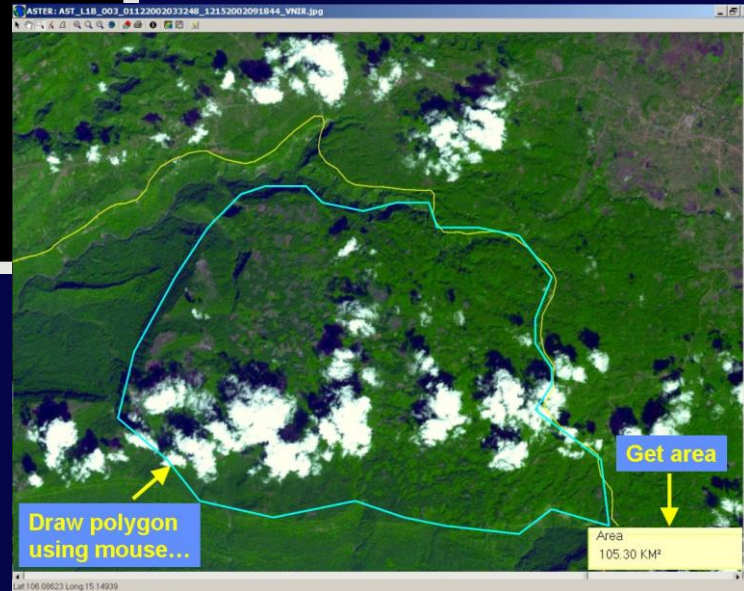 ASTER: AST_L1B_003_01122002033248_12152002091844_VNIR.jpg
Get area
Area
105.30 KM²
Draw polygon
using mouse...
Lat:106.08623 Long:15.14939